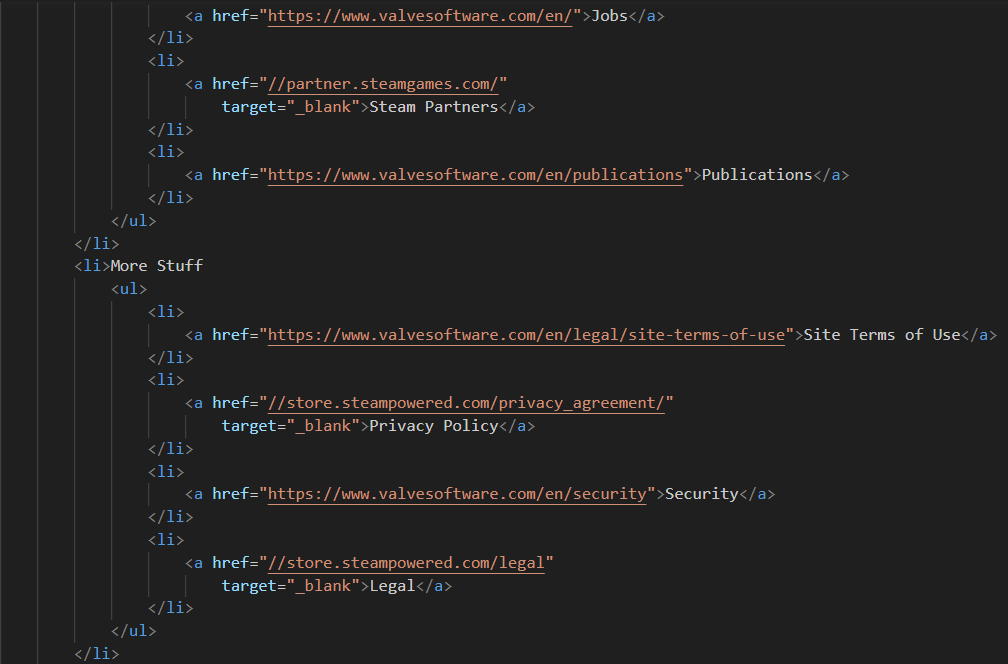 <a href="https://www.valvesoftware.com/en/">Jobs</a>
</li>
<li>
<a href="//partner.steamgames.com/"
target="_blank">Steam Partners</a>
</li>
<li>
<a href="https://www.valvesoftware.com/en/publications">Publications</a>
</li>
</ul>
</li>
<li>More Stuff
<ul>
<li>
<a href="https://www.valvesoftware.com/en/legal/site-terms-of-use">Site Terms of Use</a>
</li>
<li>
<a href="//store.steampowered.com/privacy_agreement/"
target="_blank">Privacy Policy</a>
</li>
<li>
<a href="https://www.valvesoftware.com/en/security">Security</a>
</li>
<li>
<a href="//store.steampowered.com/legal"
target="_blank">Legal</a>
</li>
</ul>
</li>